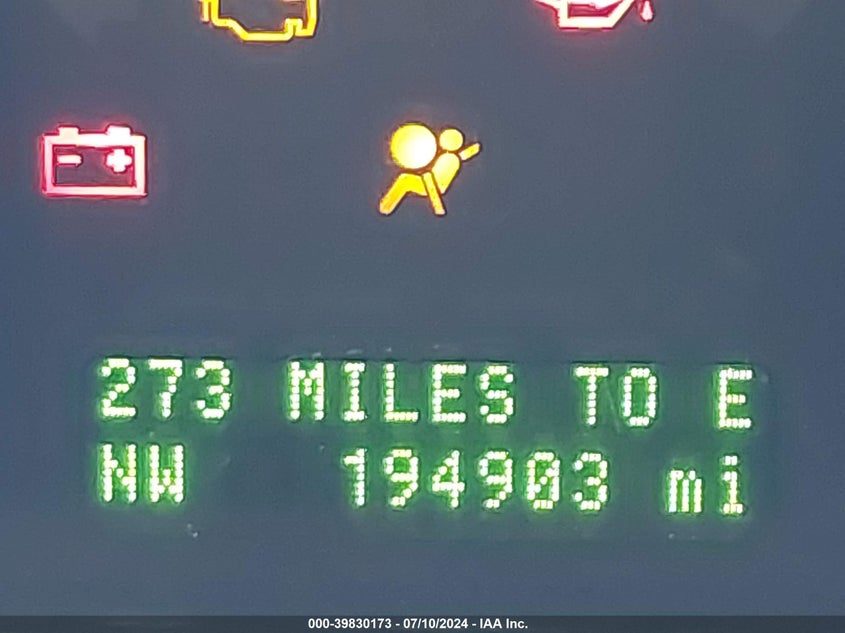 273 MILES TO E
NW 194903 mi
000-39830173 - 07/10/2024 - IAA Inc.